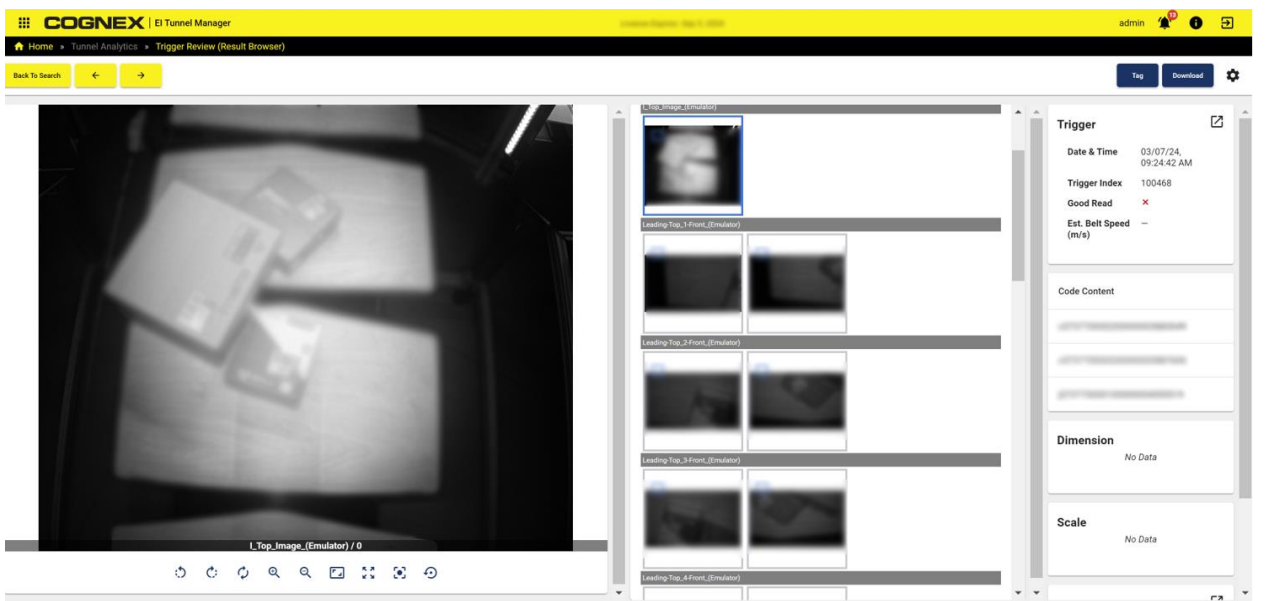 COGNEX | EI Tunnel Manager
admin
13
Home » Tunnel Analytics » Trigger Review (Result Browser)
Back To Search
Tag
Download
I_Top_Image_(Emulator) / 0
I_Top_Image_(Emulator)
Leading-Top_1-Front_(Emulator)
Leading-Top_2-Front_(Emulator)
Leading-Top_3-Front_(Emulator)
Leading-Top_4-Front_(Emulator)
Trigger
Date & Time 03/07/24,
09:24:42 AM
Trigger Index 100468
Good Read ×
Est. Belt Speed –
(m/s)
Code Content
Dimension
No Data
Scale
No Data